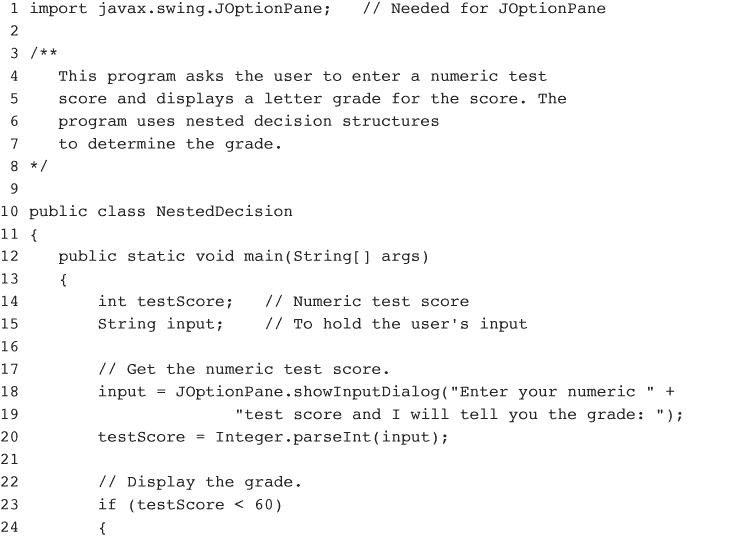 1 import javax.swing.JOptionPane;   // Needed for JOptionPane
2
3 /**
4    This program asks the user to enter a numeric test
5    score and displays a letter grade for the score. The
6    program uses nested decision structures
7    to determine the grade.
8 */
9
10 public class NestedDecision
11 {
12    public static void main(String[] args)
13    {
14        int testScore;   // Numeric test score
15        String input;    // To hold the user's input
16
17        // Get the numeric test score.
18        input = JOptionPane.showInputDialog("Enter your numeric " +
19                      "test score and I will tell you the grade: ");
20        testScore = Integer.parseInt(input);
21
22        // Display the grade.
23        if (testScore < 60)
24        {